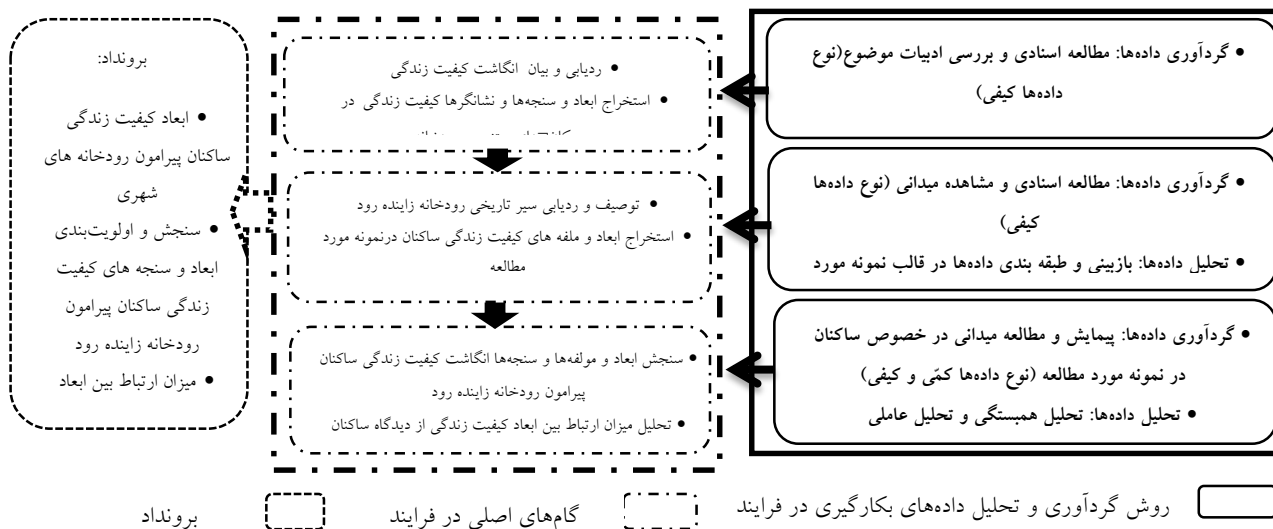 • گردآوری داده‌ها: مطالعه اسنادی و بررسی ادبیات موضوع(نوع
داده‌ها کیفی)
• گردآوری داده‌ها: مطالعه اسنادی و مشاهده میدانی (نوع داده‌ها
کیفی)
• تحلیل داده‌ها: بازبینی و طبقه بندی داده‌ها در قالب نمونه مورد
• گردآوری داده‌ها: پیمایش و مطالعه میدانی در خصوص ساکنان
در نمونه مورد مطالعه (نوع داده‌ها کمّی و کیفی)
• تحلیل داده‌ها: تحلیل همبستگی و تحلیل عاملی
• ردیابی و بیان انگاشت کیفیت زندگی
• استخراج ابعاد و سنجه‌ها و نشانگرها کیفیت زندگی در
• توصیف و ردیابی سیر تاریخی رودخانه زاینده رود
• استخراج ابعاد و ملفه های کیفیت زندگی ساکنان درنمونه مورد
مطالعه
• سنجش ابعاد و مولفه‌ها و سنجه‌ها انگاشت کیفیت زندگی ساکنان
پیرامون رودخانه زاینده رود
• تحلیل میزان ارتباط بین ابعاد کیفیت زندگی از دیدگاه ساکنان
برونداد:
• ابعاد کیفیت زندگی
ساکنان پیرامون رودخانه های
شهری
• سنجش و اولویت‌بندی
ابعاد و سنجه های کیفیت
زندگی ساکنان پیرامون
رودخانه زاینده رود
• میزان ارتباط بین ابعاد
روش گردآوری و تحلیل داده‌های بکارگیری در فرایند
گام‌های اصلی در فرایند
برونداد